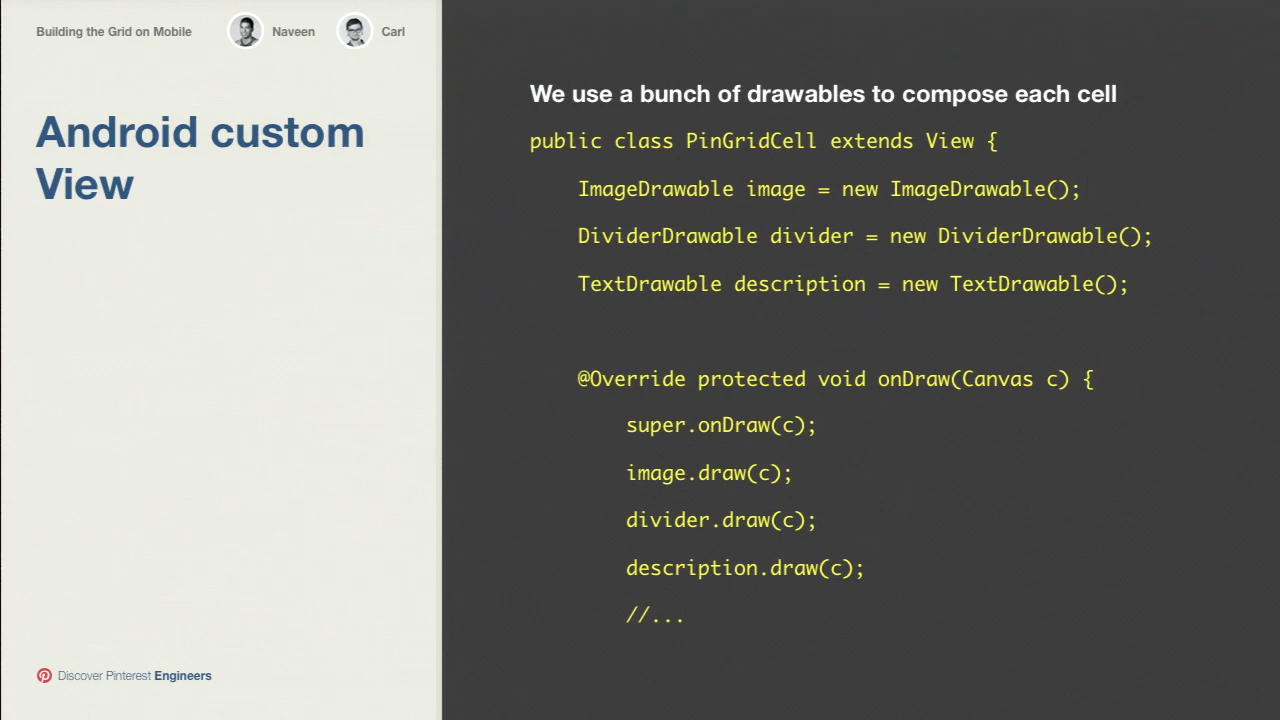 Building the Grid on Mobile
Naveen
Carl
Android custom
View
We use a bunch of drawables to compose each cell
public class PinGridCell extends View {
ImageDrawable image = new ImageDrawable();
DividerDrawable divider = new DividerDrawable();
TextDrawable description = new TextDrawable();
@Override protected void onDraw(Canvas c) {
super.onDraw(c);
image.draw(c);
divider.draw(c);
description.draw(c);
//...
Discover Pinterest Engineers